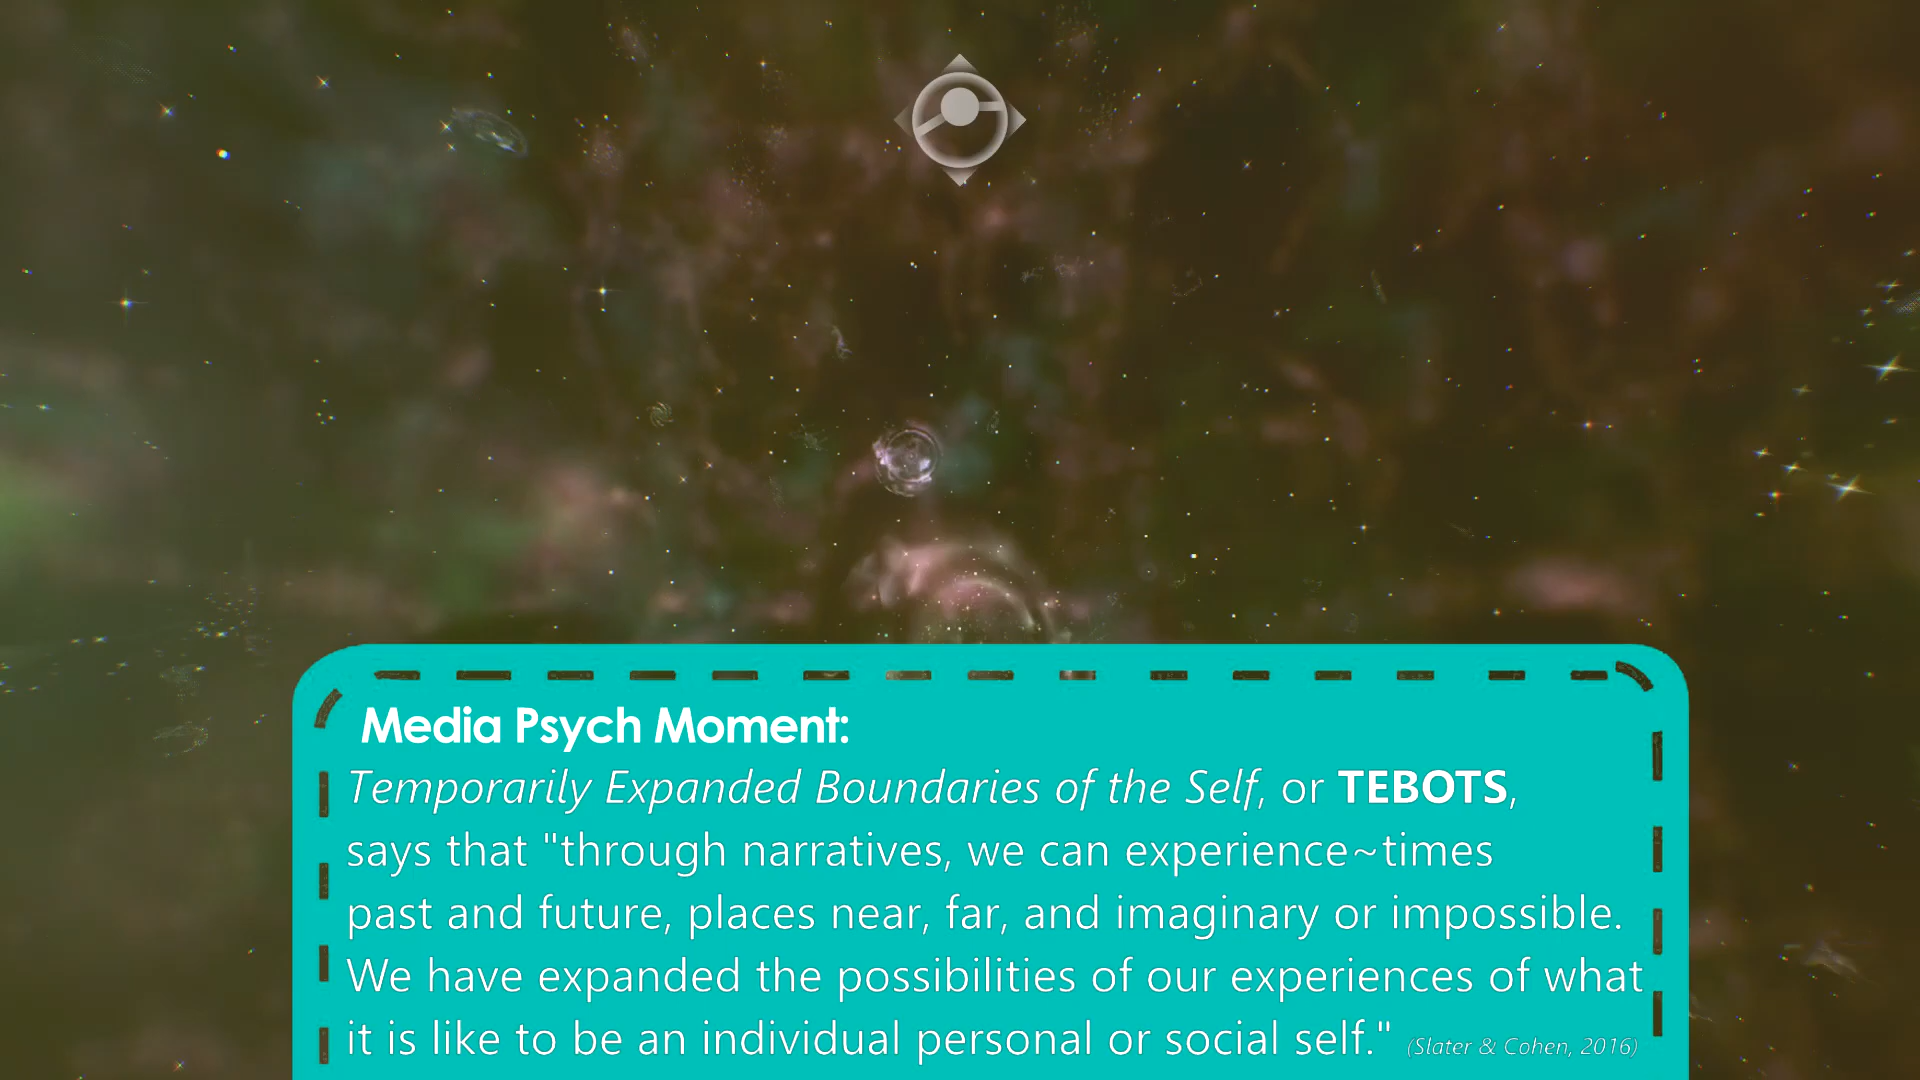 Media Psych Moment:
Temporarily Expanded Boundaries of the Self, or TEBOTS,
says that "through narratives, we can experience~times
past and future, places near, far, and imaginary or impossible.
We have expanded the possibilities of our experiences of what
it is like to be an individual personal or social self." (Slater & Cohen, 2016)